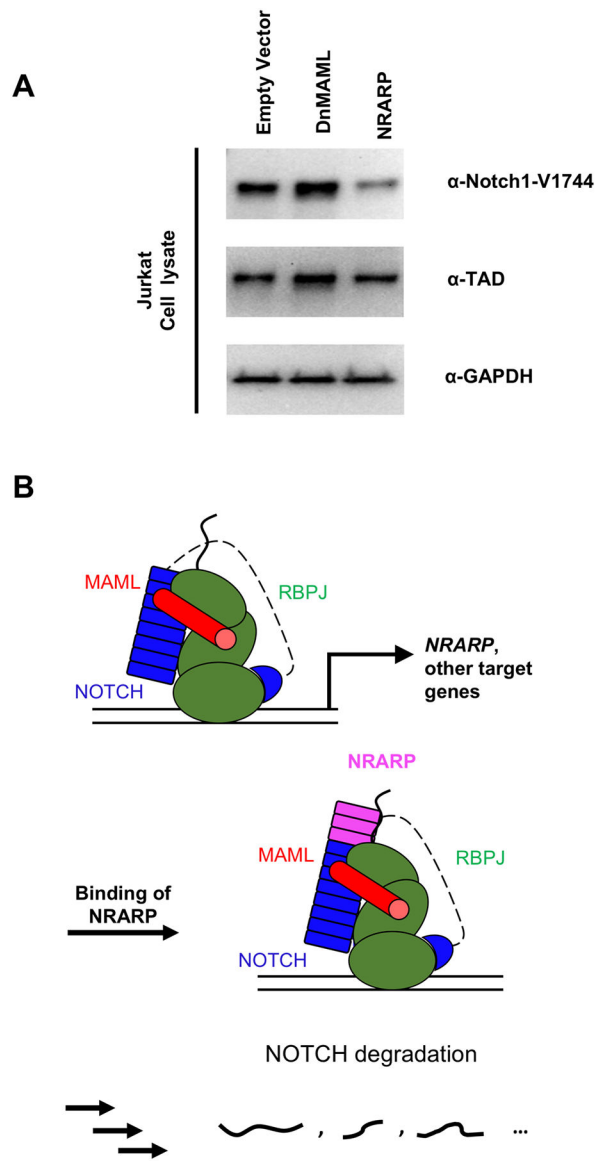 A
Empty Vector
DnMAML
NRARP
Jurkat
Cell lysate
α-Notch1-V1744
α-TAD
α-GAPDH
B
MAML
RBPJ
NOTCH
NRARP,
other target
genes
NRARP
MAML
RBPJ
Binding of
NRARP
NOTCH
NOTCH degradation
, , ...